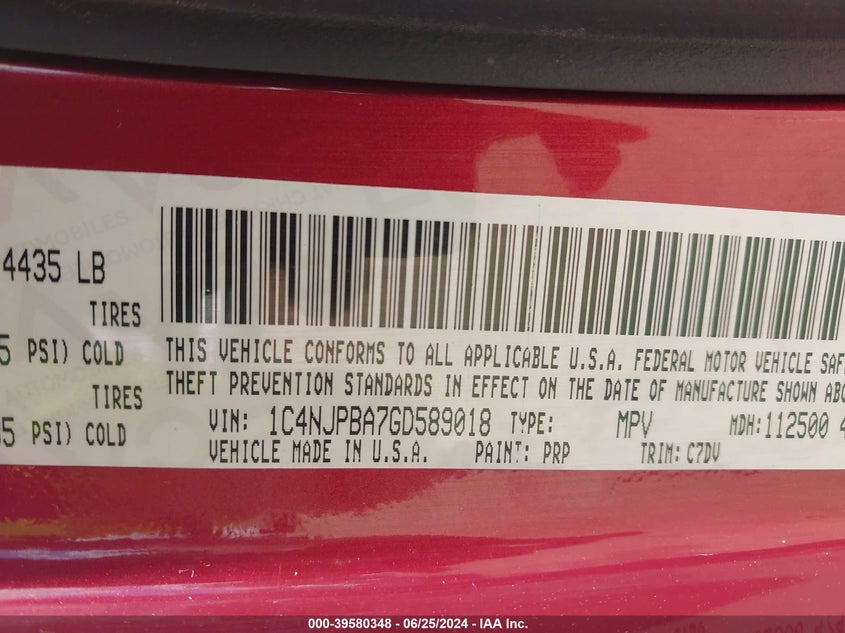 4435 LB
TIRES
5 PSI) COLD
TIRES
35 PSI) COLD
THIS VEHICLE CONFORMS TO ALL APPLICABLE U.S.A. FEDERAL MOTOR VEHICLE SAF
THEFT PREVENTION STANDARDS IN EFFECT ON THE DATE OF MANUFACTURE SHOWN ABO
VIN: 1C4NJPBA7GD589018 TYPE: MPV MDH:112500 4
VEHICLE MADE IN U.S.A. PAINT: PRP TRIM: C7DV
000-39580348 - 06/25/2024 - IAA Inc.